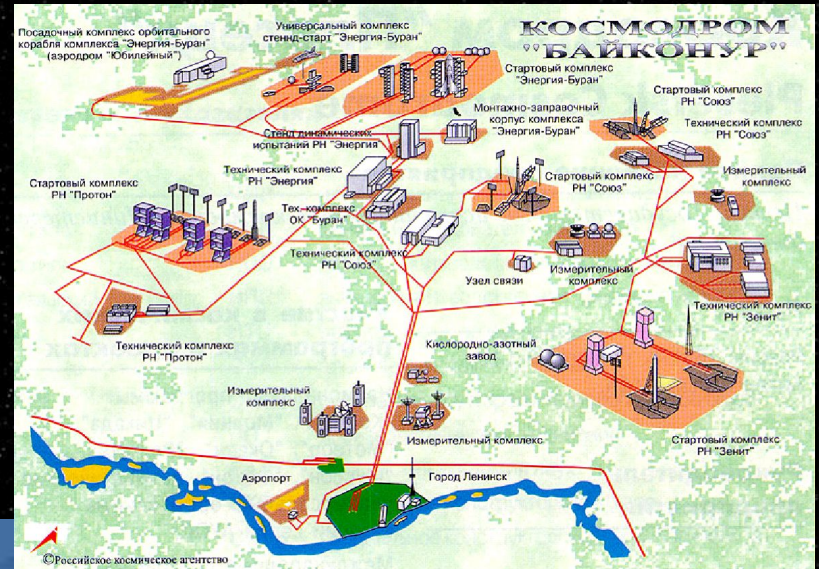 КОСМОДРОМ
"БАЙКОНУР"
Посадочный комплекс орбитального
корабля комплекса "Энергия-Буран"
(аэродром "Юбилейный")
Универсальный комплекс
стеннд-старт "Энергия-Буран"
Стартовый комплекс
"Энергия-Буран"
Монтажно-заправочный
корпус комплекса
"Энергия-Буран"
Стартовый комплекс
РН "Союз"
Технический комплекс
РН "Союз"
Стенд динамических
испытаний РН "Энергия
Технический комплекс
РН "Энергия"
Стартовый комплекс
РН "Союз"
Измерительный
комплекс
Стартовый комплекс
РН "Протон"
Тех. комплекс
ОК "Буран"
Технический комплекс
РН "Союз"
Узел связи
Измерительный
комплекс
Технический комплекс
РН "Зенит"
Технический комплекс
РН "Протон"
Кислородно-азотный
завод
Измерительный
комплекс
Измерительный комплекс
Стартовый комплекс
РН "Зенит"
Аэропорт
Город Ленинск
©Российское космическое агентство